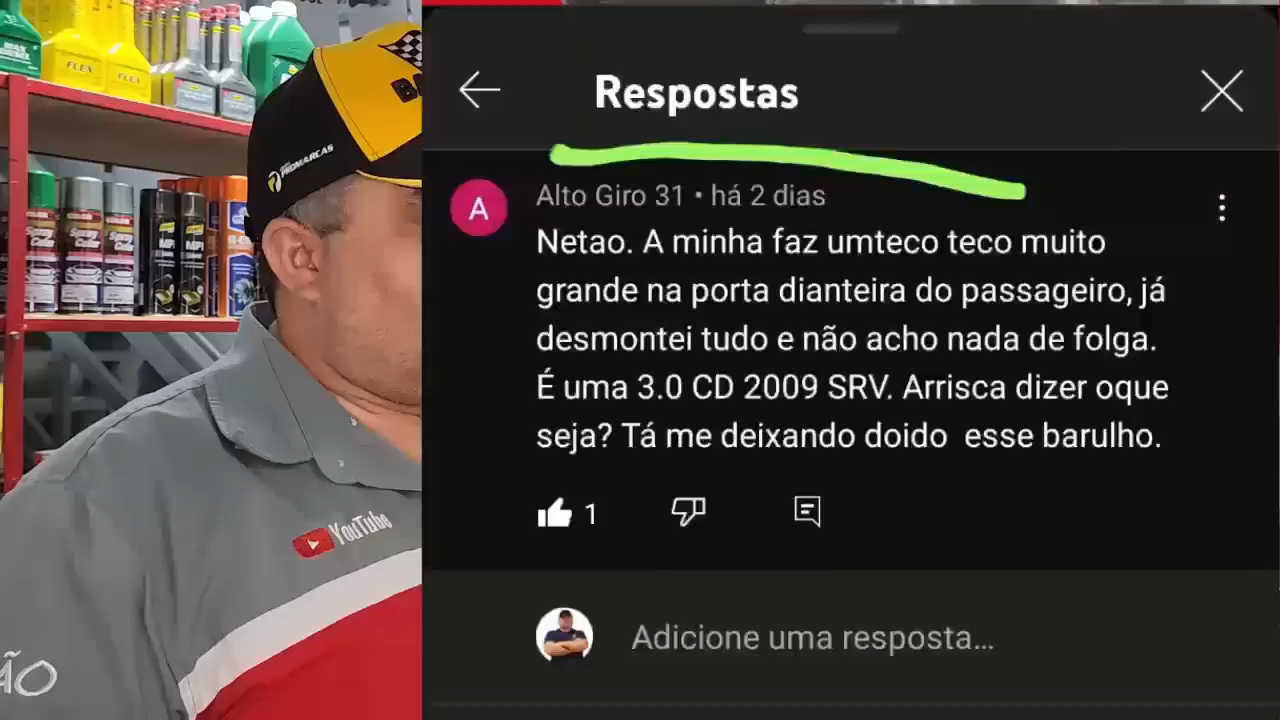 Respostas
A
Alto Giro 31 • há 2 dias
Netao. A minha faz umteco teco muito
grande na porta dianteira do passageiro, já
desmontei tudo e não acho nada de folga.
É uma 3.0 CD 2009 SRV. Arrisca dizer oque
seja? Tá me deixando doido  esse barulho.
1
Adicione uma resposta...
FLEX
FLEX
PROMARCAS
YouTube
ÃO